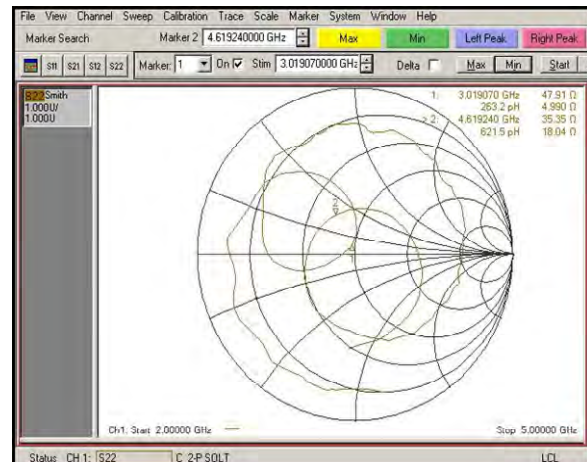 File View Channel Sweep Calibration Trace Scale Marker System Window Help
Marker Search Marker 2 4.619240000 GHz Max Min Left Peak Right Peak
S11 S21 S12 S22 Marker: 1 On Stim 3.019070000 GHz Delta Max Min Start
S22 Smith
1.000U/
1.000U
1: 3.019070 GHz 47.91 Ω
263.2 pH 4.990 Ω
> 2: 4.619240 GHz 35.35 Ω
621.5 pH 18.04 Ω
Ch1: Start 2.00000 GHz Stop 5.00000 GHz
Status CH 1: S22 C 2-P SOLT LCL